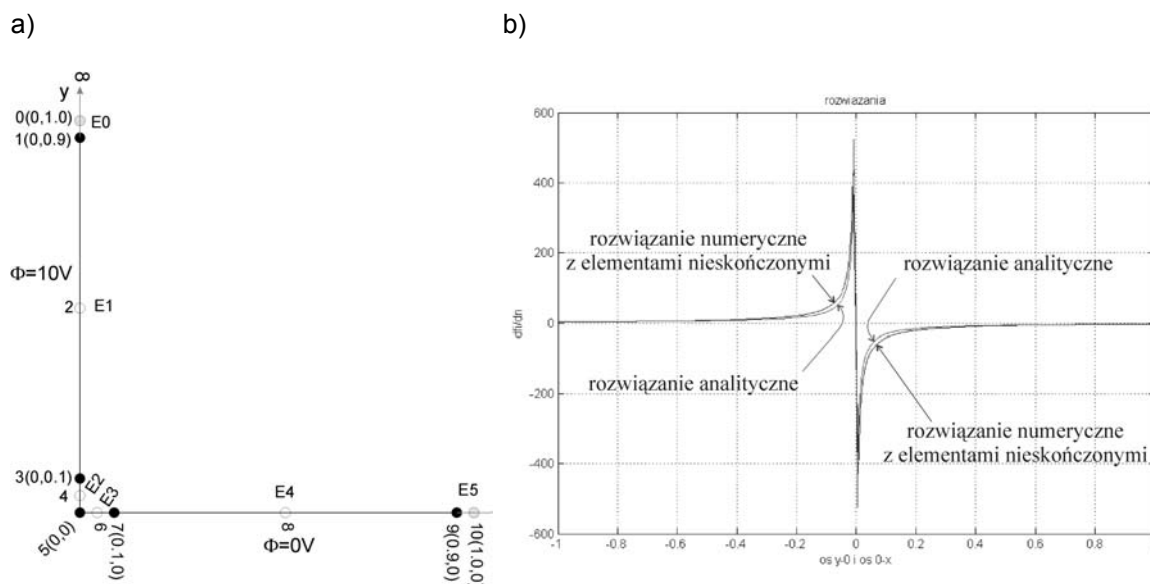 a)
b)
∞
y
0(0,1.0)
E0
1(0,0.9)
Φ=10V
2
E1
3(0,0.1)
E2
4
E3
5(0,0)
6
7(0.1,0)
E4
8
Φ=0V
E5
9(0.9,0)
10(1.0,0)
rozwiazania
600
400
200
0
-200
-400
-600
dfi/dn
rozwiązanie numeryczne
z elementami nieskończonymi
rozwiązanie analityczne
rozwiązanie analityczne
rozwiązanie numeryczne
z elementami nieskończonymi
-1
-0.8
-0.6
-0.4
-0.2
0
0.2
0.4
0.6
0.8
os y-0 i os 0-x